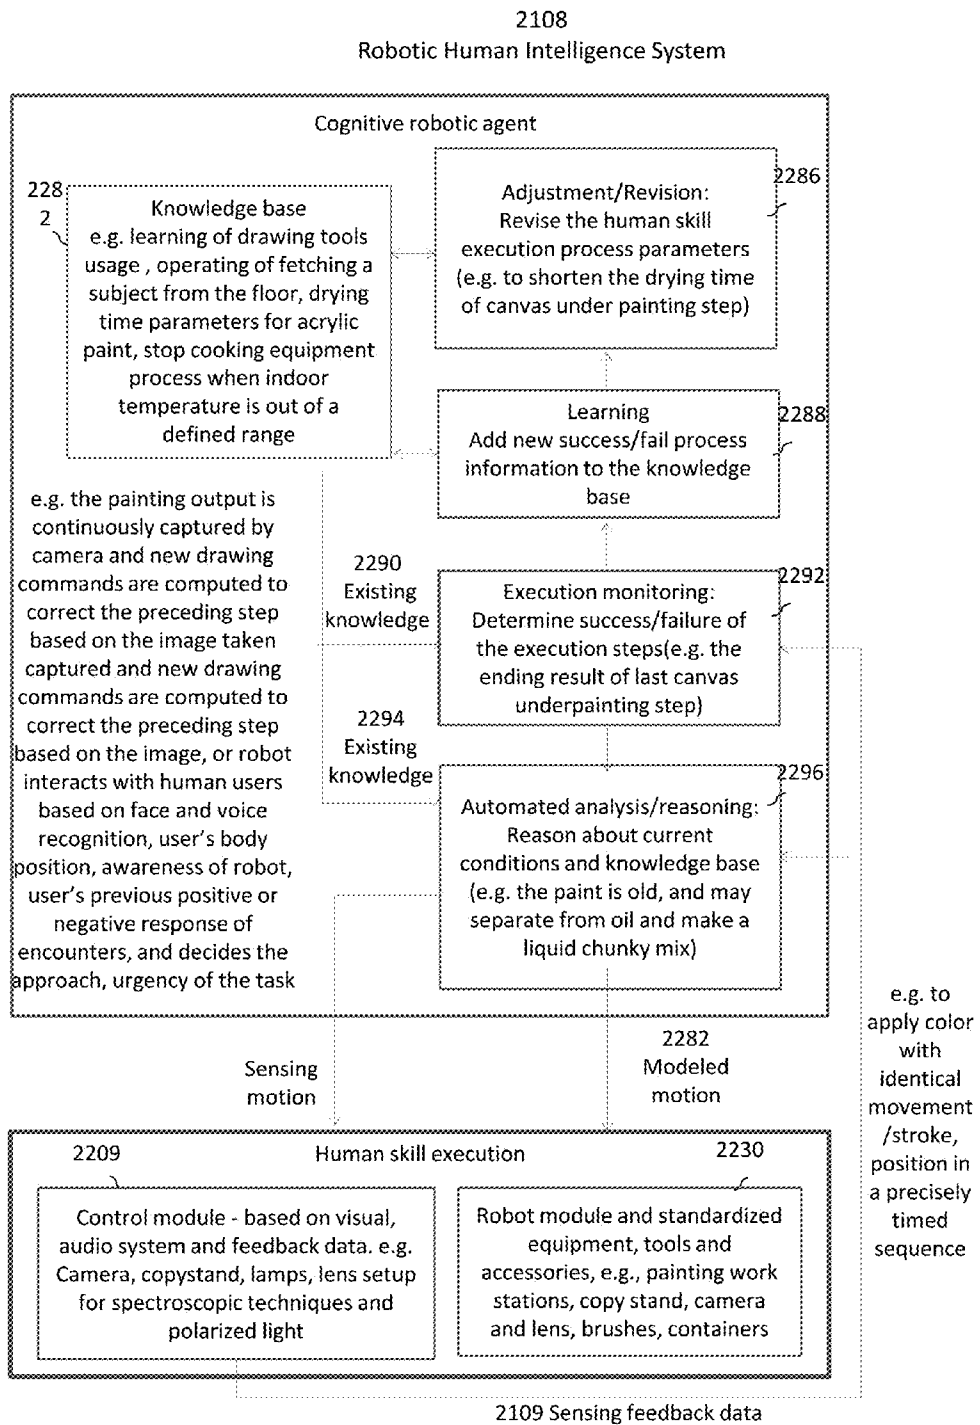 2108
Robotic Human Intelligence System
Cognitive robotic agent
228
2
Knowledge base
e.g. learning of drawing tools
usage , operating of fetching a
subject from the floor, drying
time parameters for acrylic
paint, stop cooking equipment
process when indoor
temperature is out of a
defined range
2286
Adjustment/Revision:
Revise the human skill
execution process parameters
(e.g. to shorten the drying time
of canvas under painting step)
2288
Learning
Add new success/fail process
information to the knowledge
base
e.g. the painting output is
continuously captured by
camera and new drawing
commands are computed to
correct the preceding step
based on the image taken
captured and new drawing
commands are computed to
correct the preceding step
based on the image, or robot
interacts with human users
based on face and voice
recognition, user's body
position, awareness of robot,
user's previous positive or
negative response of
encounters, and decides the
approach, urgency of the task
2290
Existing
knowledge
2292
Execution monitoring:
Determine success/failure of
the execution steps(e.g. the
ending result of last canvas
underpainting step)
2294
Existing
knowledge
2296
Automated analysis/reasoning:
Reason about current
conditions and knowledge base
(e.g. the paint is old, and may
separate from oil and make a
liquid chunky mix)
Sensing
motion
2282
Modeled
motion
e.g. to
apply color
with
identical
movement
/stroke,
position in
a precisely
timed
sequence
Human skill execution
2209
Control module - based on visual,
audio system and feedback data. e.g.
Camera, copystand, lamps, lens setup
for spectroscopic techniques and
polarized light
2230
Robot module and standardized
equipment, tools and
accessories, e.g., painting work
stations, copy stand, camera
and lens, brushes, containers
2109 Sensing feedback data